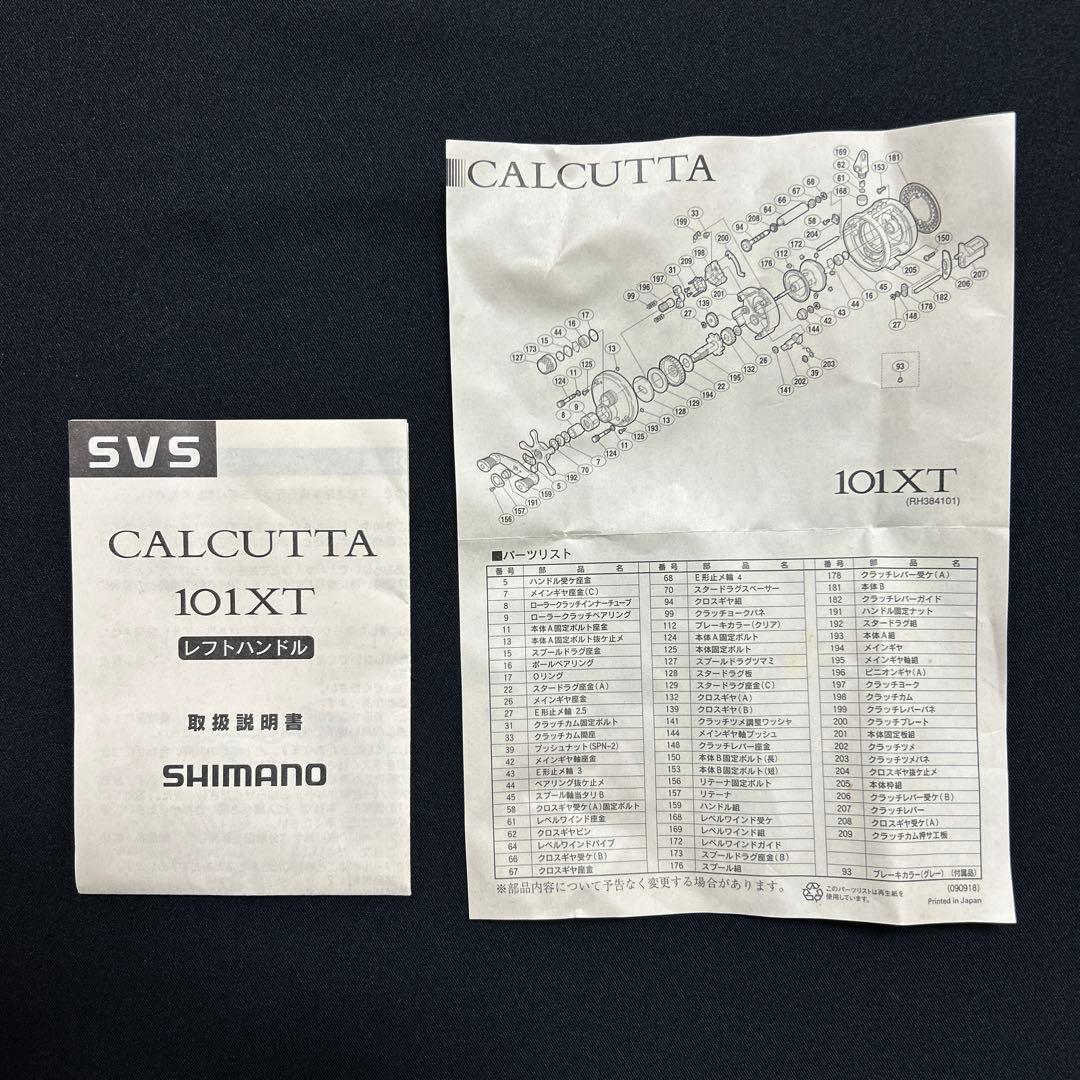 SVS
CALCUTTA
101XT
レフトハンドル
取扱説明書
SHIMANO
CALCUTTA
101XT
(RH384101)
■パーツリスト
番号 部品名
5 ハンドル受ケ座金
7 メインギヤ座金(C)
8 ローラークラッチインナーチューブ
9 ローラークラッチベアリング
11 本体A固定ボルト座金
13 本体A固定ボルト抜ケ止メ
15 スプールドラグ座金
16 ボールベアリング
17 Oリング
22 スタードラグ座金(A)
26 メインギヤ座金
27 E形止メ輪 2.5
31 クラッチカム固定ボルト
33 クラッチカム間座
39 プッシュナット(SPN-2)
42 メインギヤ軸座金
43 E形止メ輪 3
44 ベアリング抜ケ止メ
45 スプール軸当タリB
58 クロスギヤ受ケ(A)固定ボルト
61 レベルワインド座金
62 クロスギヤピン
64 レベルワインドパイプ
66 クロスギヤ受ケ(B)
67 クロスギヤ座金
番号 部品名
68 E形止メ輪 4
70 スタードラグスペーサー
94 クロスギヤ組
99 クラッチヨークバネ
112 ブレーキカラー(クリア)
124 本体A固定ボルト
125 本体固定ボルト
127 スプールドラグツマミ
128 スタードラグ板
129 スタードラグ座金(C)
132 クロスギヤ(A)
139 クロスギヤ(B)
141 クラッチツメ調整ワッシャ
144 メインギヤ軸ブッシュ
148 クラッチレバー座金
150 本体B固定ボルト(長)
153 本体B固定ボルト(短)
156 リテーナ固定ボルト
157 リテーナ
159 ハンドル組
168 レベルワインド受ケ
169 レベルワインド組
172 レベルワインドガイド
173 スプールドラグ座金(B)
176 スプール組
番号 部品名
178 クラッチレバー受ケ(A)
181 本体B
182 クラッチレバーガイド
191 ハンドル固定ナット
192 スタードラグ組
193 本体A組
194 メインギヤ
195 メインギヤ軸組
196 ピニオンギヤ(A)
197 クラッチヨーク
198 クラッチカム
199 クラッチレバーバネ
200 クラッチプレート
201 本体固定板組
202 クラッチツメ
203 クラッチツメバネ
204 クロスギヤ抜ケ止メ
205 本体枠組
206 クラッチレバー受ケ(B)
207 クラッチレバー
208 クロスギヤ受ケ(A)
209 クラッチカム押サエ板
93 ブレーキカラー(グレー) (付属品)
※部品内容について予告なく変更する場合があります。
このパーツリストは再生紙を
使用しています。
(090918)
Printed in Japan